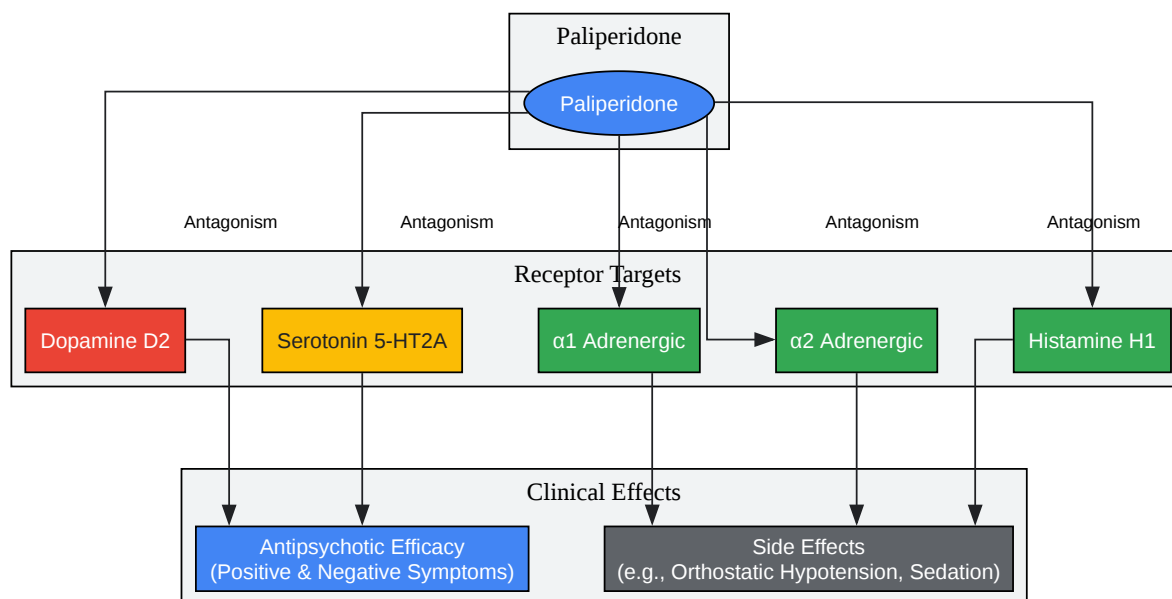 Paliperidone
Paliperidone
Antagonism
Antagonism
Antagonism
Antagonism
Antagonism
Receptor Targets
Dopamine D2
Serotonin 5-HT2A
α1 Adrenergic
α2 Adrenergic
Histamine H1
Clinical Effects
Antipsychotic Efficacy
(Positive & Negative Symptoms)
Side Effects
(e.g., Orthostatic Hypotension, Sedation)